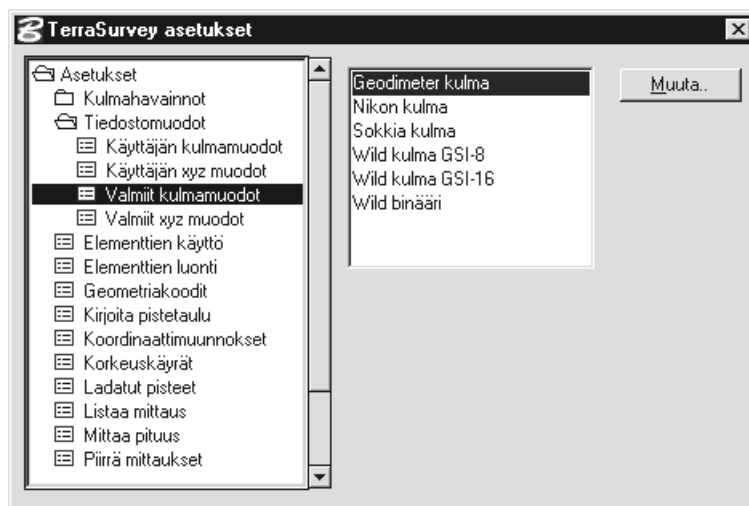 TerraSurvey asetukset
Asetukset
Kulmahavainnot
Tiedostomuodot
Käyttäjän kulmamuodot
Käyttäjän xyz muodot
Valmiit kulmamuodot
Valmiit xyz muodot
Elementtien käyttö
Elementtien luonti
Geometriakoodit
Kirjoita pistetaulu
Koordinaattimuunnokset
Korkeuskäyrät
Ladatut pisteet
Listaa mittaus
Mittaa pituus
Piirrä mittaukset
Geodimeter kulma
Nikon kulma
Sokkia kulma
Wild kulma GSI-8
Wild kulma GSI-16
Wild binääri
Muuta..